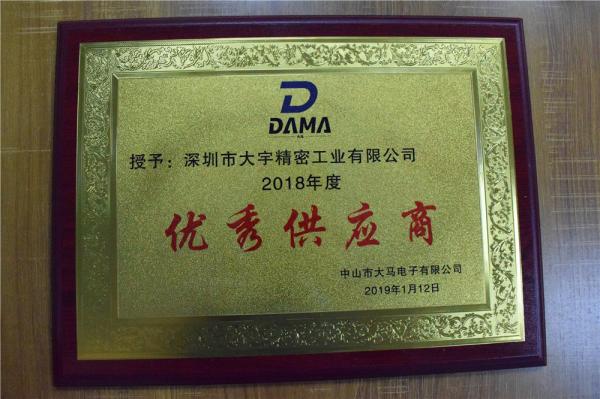 DAMA
授予：深圳市大宇精密工业有限公司
2018年度
优秀供应商
中山市大马电子有限公司
2019年1月12日